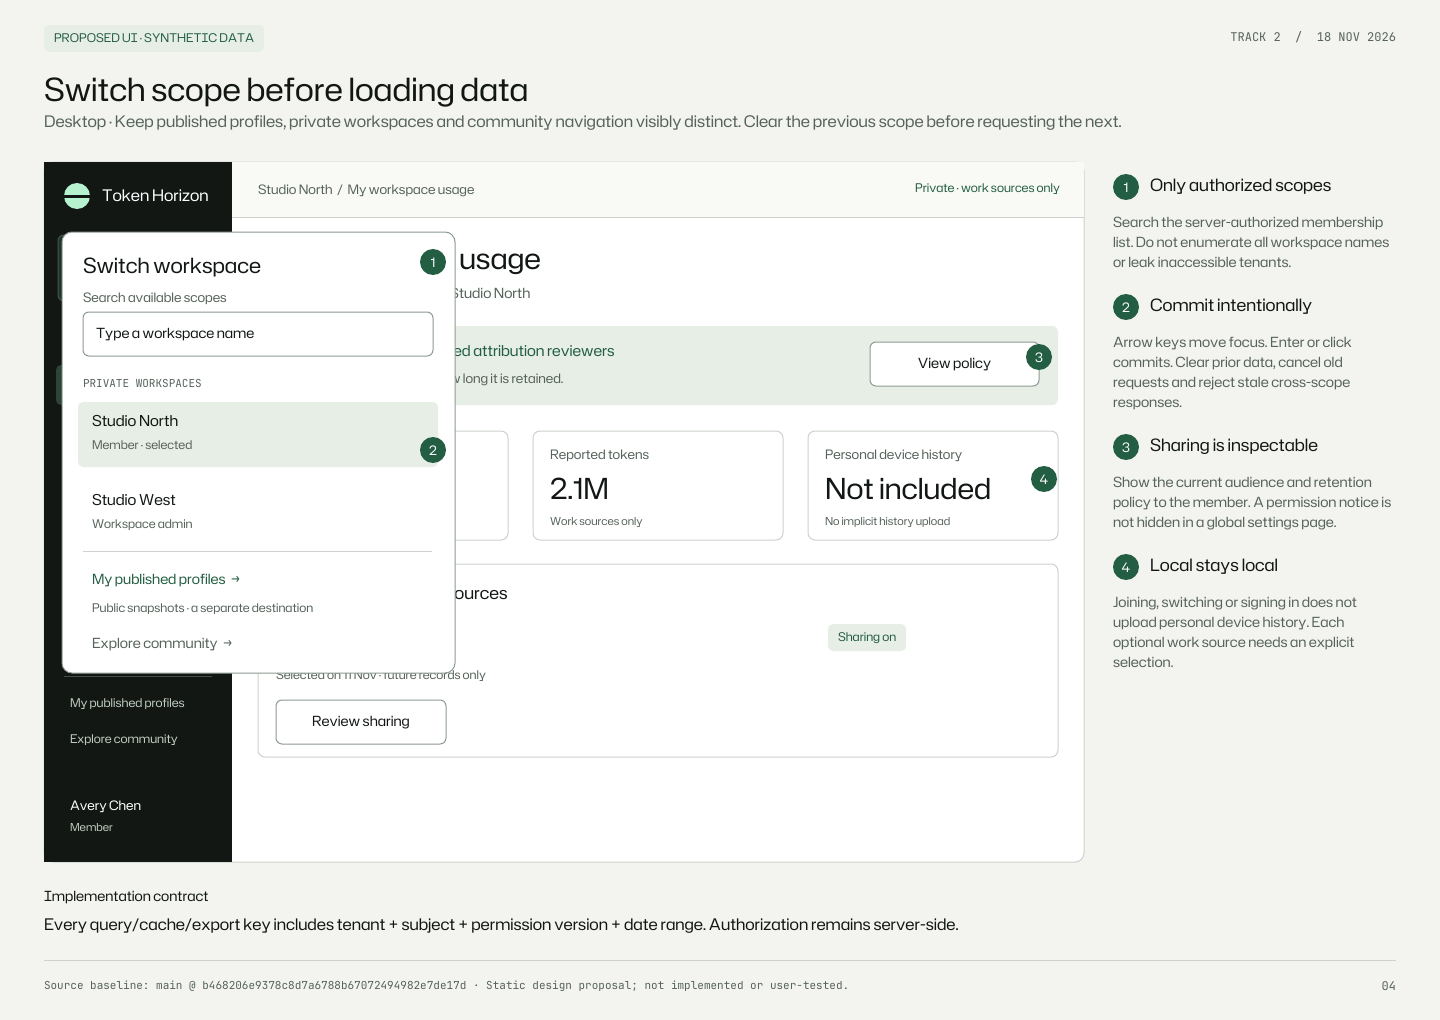 PROPOSED UI · SYNTHETIC DATA
TRACK 2 / 18 NOV 2026
Switch scope before loading data
Desktop · Keep published profiles, private workspaces and community navigation visibly distinct. Clear the previous scope before requesting the next.
Token Horizon
Studio North / My workspace usage
Private · work sources only
Switch workspace
1
Search available scopes
Type a workspace name
PRIVATE WORKSPACES
Studio North
Member · selected
2
Studio West
Workspace admin
My published profiles →
Public snapshots · a separate destination
Explore community →
usage
Studio North
ed attribution reviewers
long it is retained.
View policy
3
Reported tokens
2.1M
Work sources only
Personal device history
Not included
4
No implicit history upload
ources
Sharing on
Selected on 11 Nov · future records only
Review sharing
My published profiles
Explore community
Avery Chen
Member
1 Only authorized scopes
Search the server-authorized membership
list. Do not enumerate all workspace names
or leak inaccessible tenants.
2 Commit intentionally
Arrow keys move focus. Enter or click
commits. Clear prior data, cancel old
requests and reject stale cross-scope
responses.
3 Sharing is inspectable
Show the current audience and retention
policy to the member. A permission notice is
not hidden in a global settings page.
4 Local stays local
Joining, switching or signing in does not
upload personal device history. Each
optional work source needs an explicit
selection.
Implementation contract
Every query/cache/export key includes tenant + subject + permission version + date range. Authorization remains server-side.
Source baseline: main @ b468206e9378c8d7a6788b67072494982e7de17d · Static design proposal; not implemented or user-tested.
04